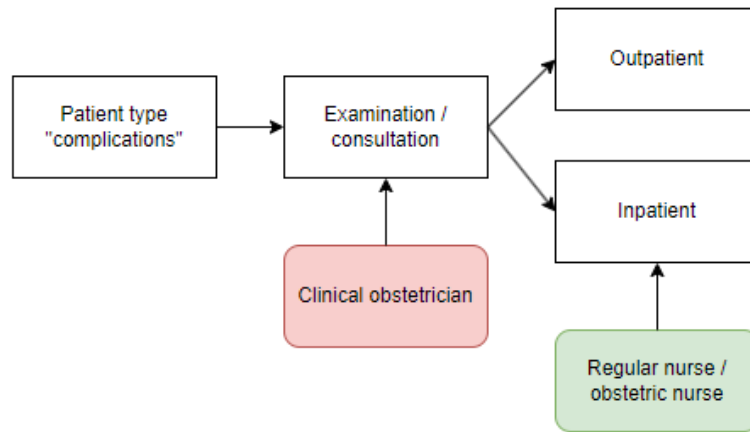 Patient type
"complications"
Examination /
consultation
Outpatient
Inpatient
Clinical obstetrician
Regular nurse /
obstetric nurse